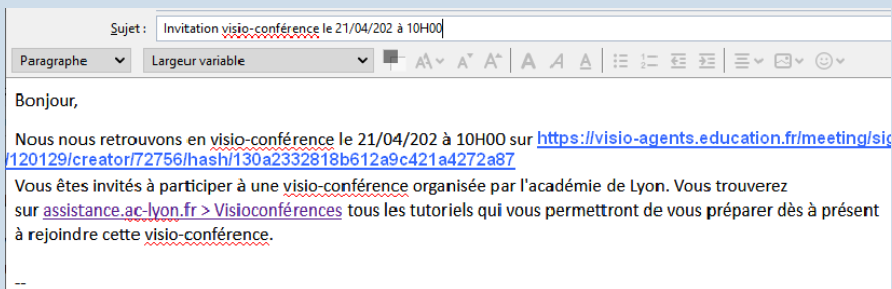 Sujet : Invitation visio-conférence le 21/04/202 à 10H00
Paragraphe Largeur variable
Bonjour,
Nous nous retrouvons en visio-conférence le 21/04/202 à 10H00 sur https://visio-agents.education.fr/meeting/sig
/120129/creator/72756/hash/130a2332818b612a9c421a4272a87
Vous êtes invités à participer à une visio-conférence organisée par l'académie de Lyon. Vous trouverez
sur assistance.ac-lyon.fr > Visioconférences tous les tutoriels qui vous permettront de vous préparer dès à présent
à rejoindre cette visio-conférence.
--